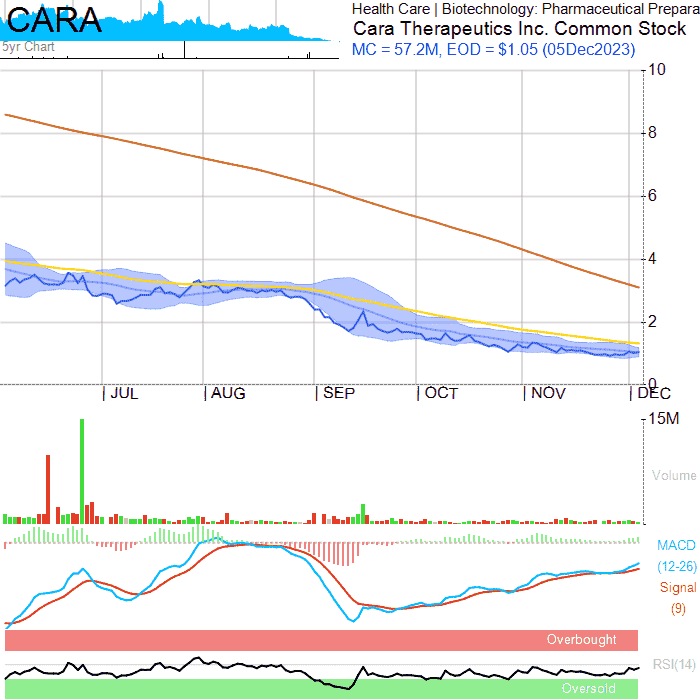 CARA
Health Care | Biotechnology: Pharmaceutical Prepara
Cara Therapeutics Inc. Common Stock
MC = 57.2M, EOD = $1.05 (05Dec2023)
5yr Chart
10
8
6
4
2
0
JUL AUG SEP OCT NOV DEC
15M
Volume
MACD
(12-26)
Signal
(9)
Overbought
RSI(14)
Oversold